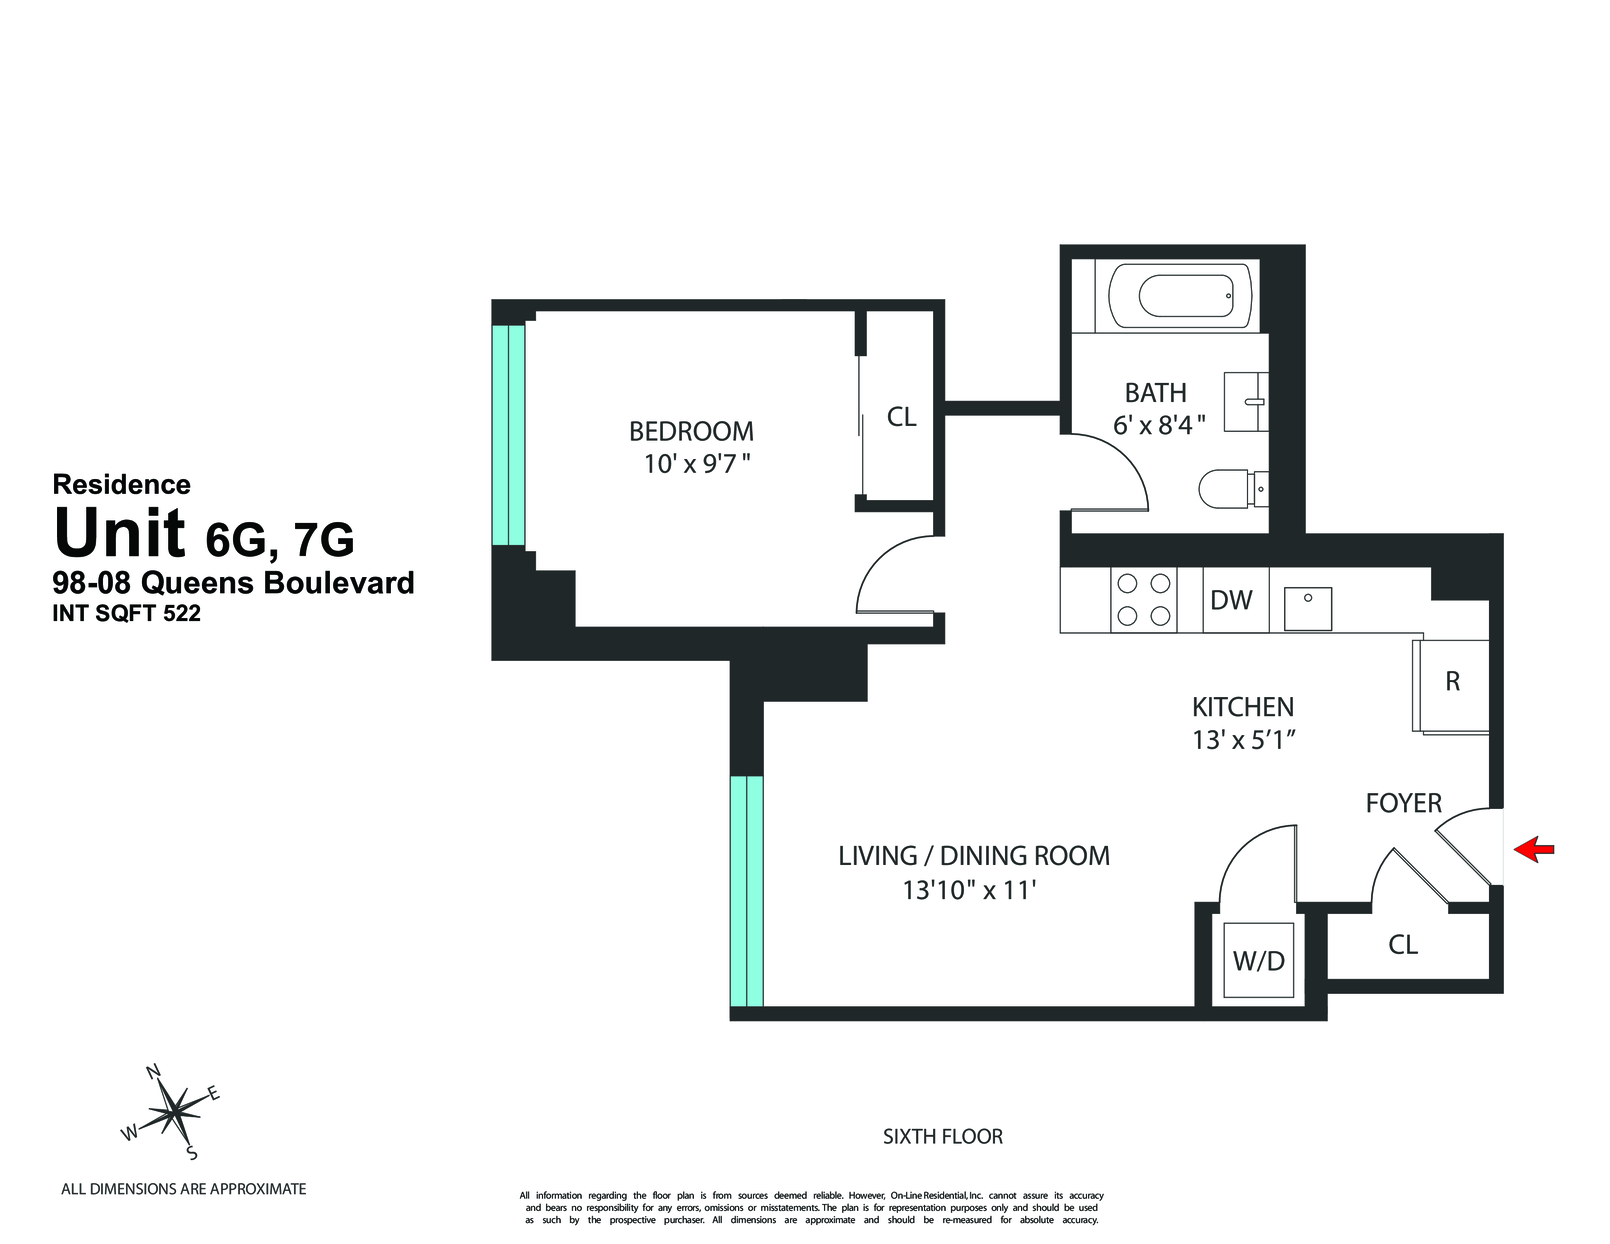 BATH
6' x 8'4"
BEDROOM
10' x 9'7"
CL
Residence
Unit 6G, 7G
98-08 Queens Boulevard
INT SQFT 522
DW
R
KITCHEN
13' x 5'1"
FOYER
LIVING / DINING ROOM
13'10" x 11'
W/D
CL
N
E
W
S
SIXTH FLOOR
ALL DIMENSIONS ARE APPROXIMATE
All information regarding the floor plan is from sources deemed reliable. However, On-Line Residential, Inc. cannot assure its accuracy
and bears no responsibility for any errors, omissions or misstatements. The plan is for representation purposes only and should be used
as such by the prospective purchaser. All dimensions are approximate and should be re-measured for absolute accuracy.